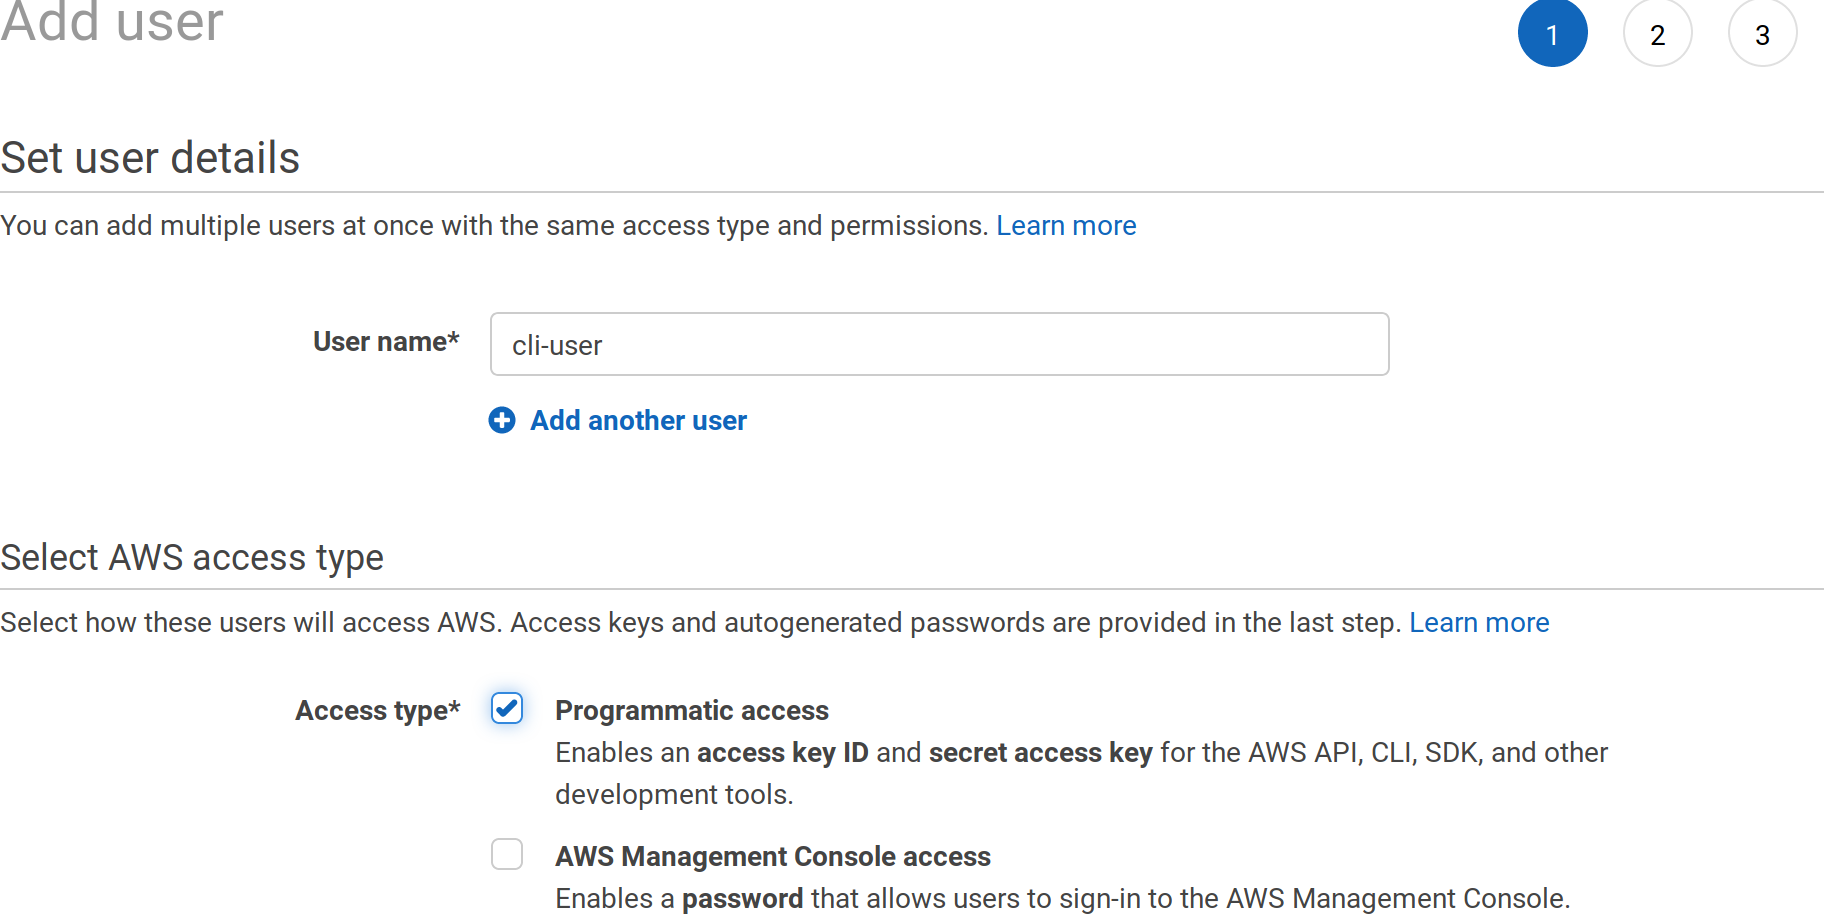 Add user
1 2 3
Set user details
You can add multiple users at once with the same access type and permissions. Learn more
User name* cli-user
Add another user
Select AWS access type
Select how these users will access AWS. Access keys and autogenerated passwords are provided in the last step. Learn more
Access type* Programmatic access
Enables an access key ID and secret access key for the AWS API, CLI, SDK, and other
development tools.
AWS Management Console access
Enables a password that allows users to sign-in to the AWS Management Console.